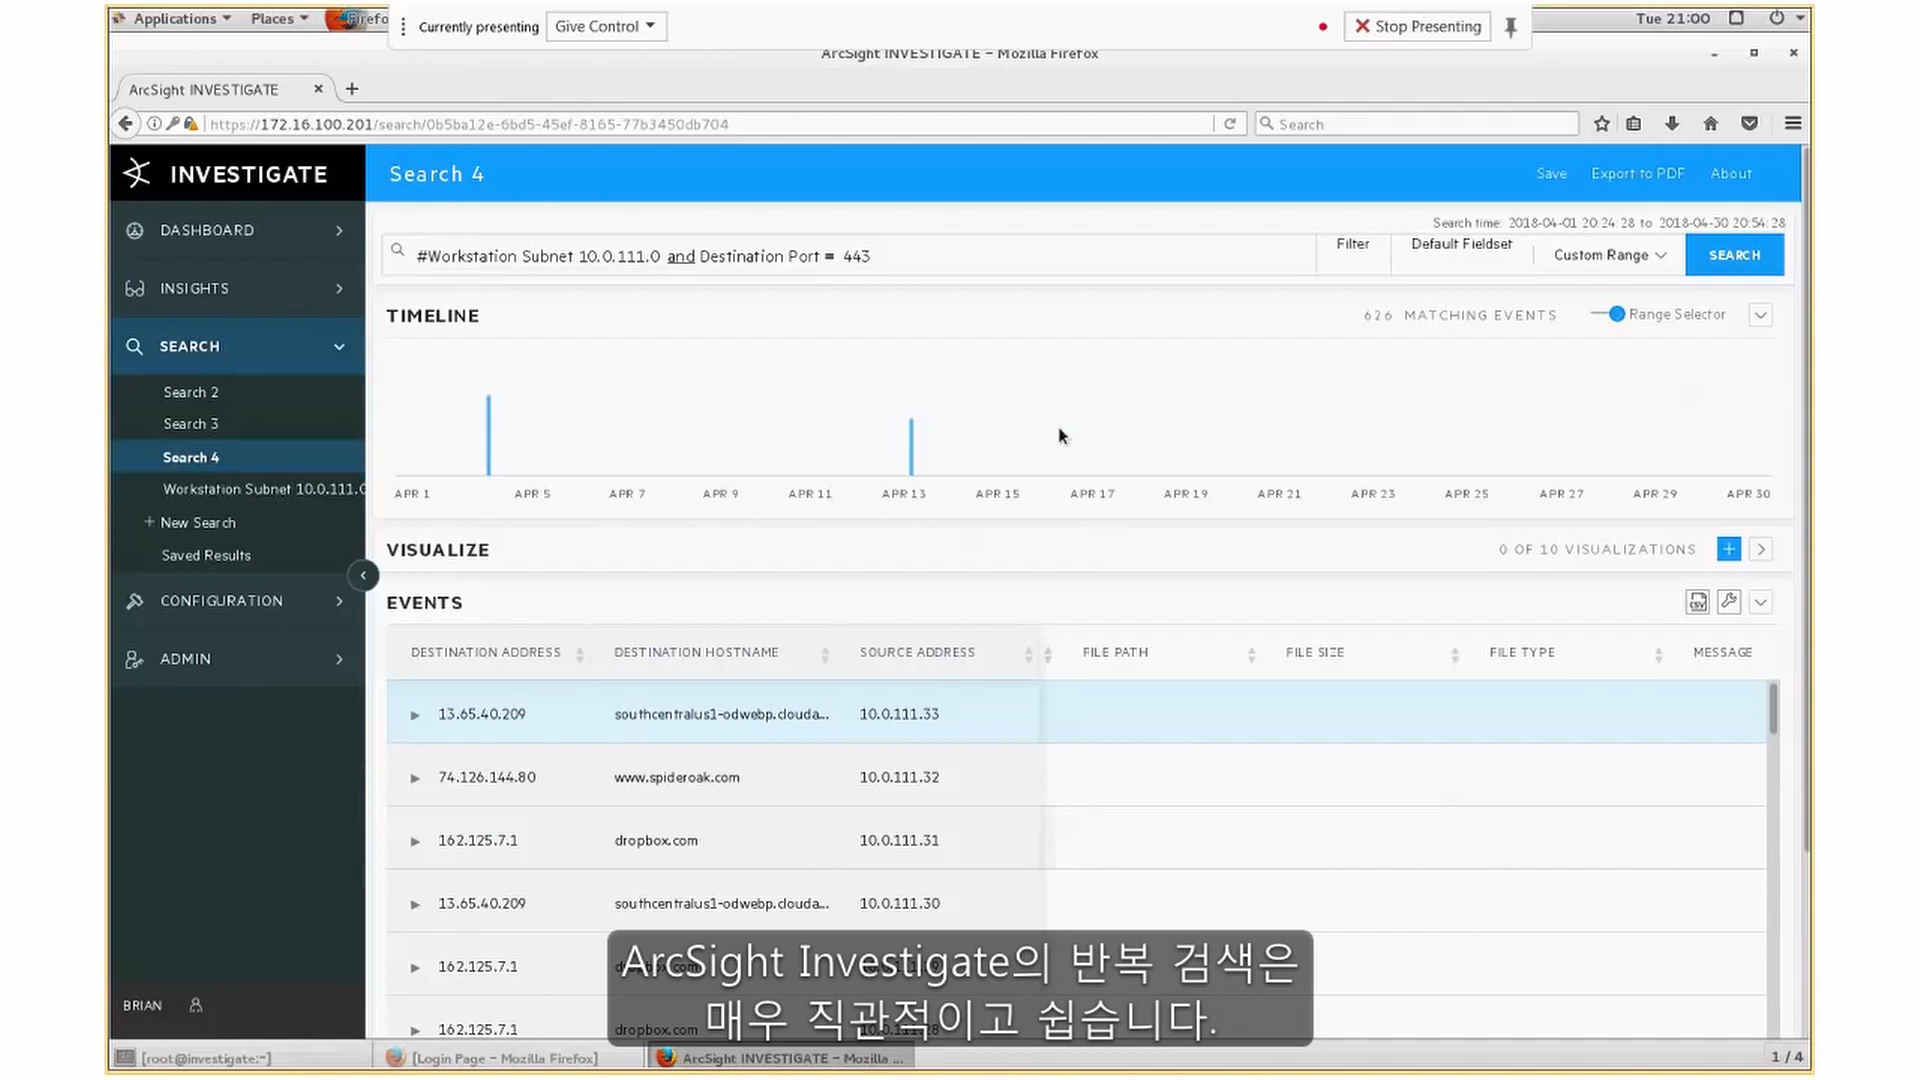 Applications
Places
Firefo
Currently presenting
Give Control
Stop Presenting
Tue 21:00
ArcSight INVESTIGATE - Mozilla Firefox
ArcSight INVESTIGATE
https://172.16.100.201/search/0b5ba12e-6bd5-45ef-8165-77b3450db704
Search
INVESTIGATE
Search 4
Save
Export to PDF
About
DASHBOARD
INSIGHTS
SEARCH
Search 2
Search 3
Search 4
Workstation Subnet 10.0.111.0
+ New Search
Saved Results
CONFIGURATION
ADMIN
BRIAN
Search time: 2018-04-01 20:24:28 to 2018-04-30 20:54:28
#Workstation Subnet 10.0.111.0 and Destination Port = 443
Filter
Default Fieldset
Custom Range
SEARCH
TIMELINE
626 MATCHING EVENTS
Range Selector
APR 1 APR 5 APR 7 APR 9 APR 11 APR 13 APR 15 APR 17 APR 19 APR 21 APR 23 APR 25 APR 27 APR 29 APR 30
VISUALIZE
0 OF 10 VISUALIZATIONS
EVENTS
CSV
DESTINATION ADDRESS DESTINATION HOSTNAME SOURCE ADDRESS FILE PATH FILE SIZE FILE TYPE MESSAGE
13.65.40.209 southcentralus1-odwebp.clouda... 10.0.111.33
74.126.144.80 www.spideroak.com 10.0.111.32
162.125.7.1 dropbox.com 10.0.111.31
13.65.40.209 southcentralus1-odwebp.clouda... 10.0.111.30
162.125.7.1 dropbox.com
162.125.7.1 dropbox.com 10.0.111.28
ArcSight Investigate의 반복 검색은
매우 직관적이고 쉽습니다.
[root@investigate:~]
[Login Page - Mozilla Firefox]
ArcSight INVESTIGATE - Mozilla ...
1 / 4